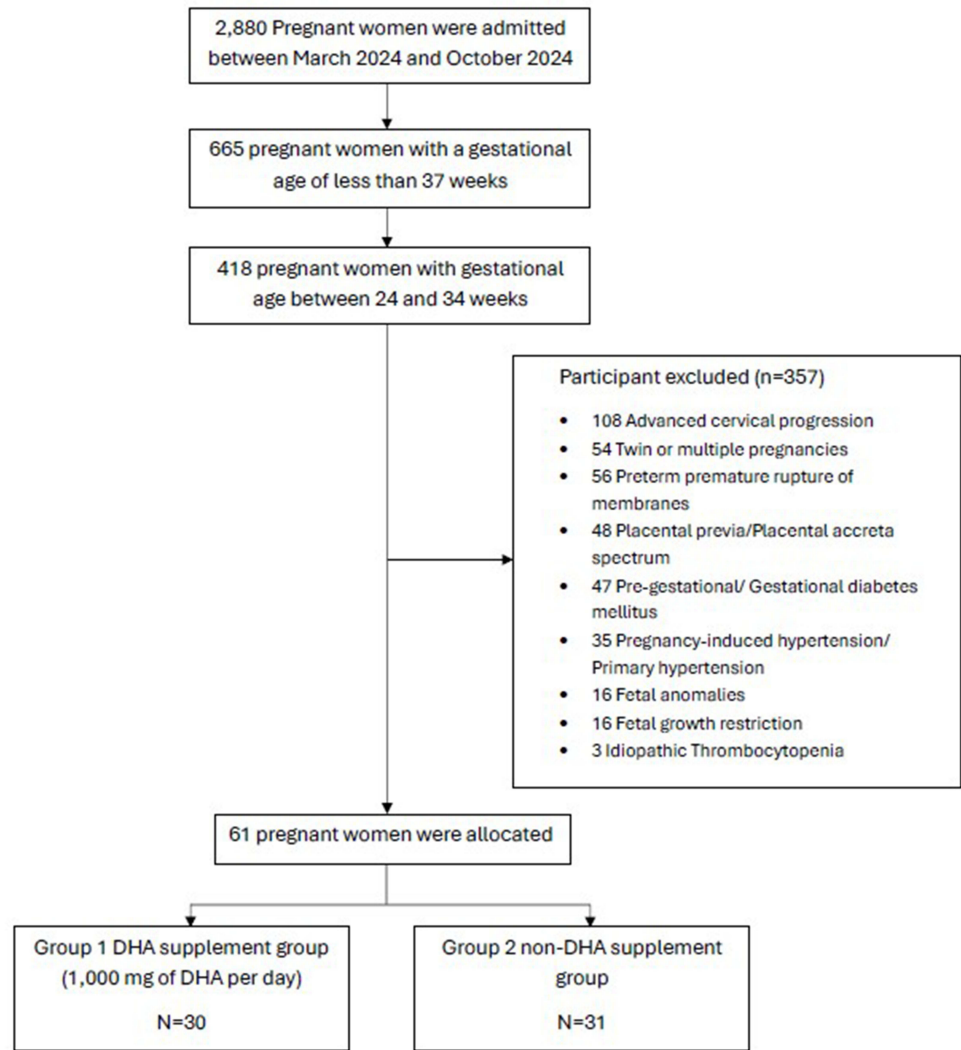 2,880 Pregnant women were admitted
between March 2024 and October 2024
665 pregnant women with a gestational
age of less than 37 weeks
418 pregnant women with gestational
age between 24 and 34 weeks
Participant excluded (n=357)
• 108 Advanced cervical progression
• 54 Twin or multiple pregnancies
• 56 Preterm premature rupture of
membranes
• 48 Placental previa/Placental accreta
spectrum
• 47 Pre-gestational/ Gestational diabetes
mellitus
• 35 Pregnancy-induced hypertension/
Primary hypertension
• 16 Fetal anomalies
• 16 Fetal growth restriction
• 3 Idiopathic Thrombocytopenia
61 pregnant women were allocated
Group 1 DHA supplement group
(1,000 mg of DHA per day)
N=30
Group 2 non-DHA supplement
group
N=31